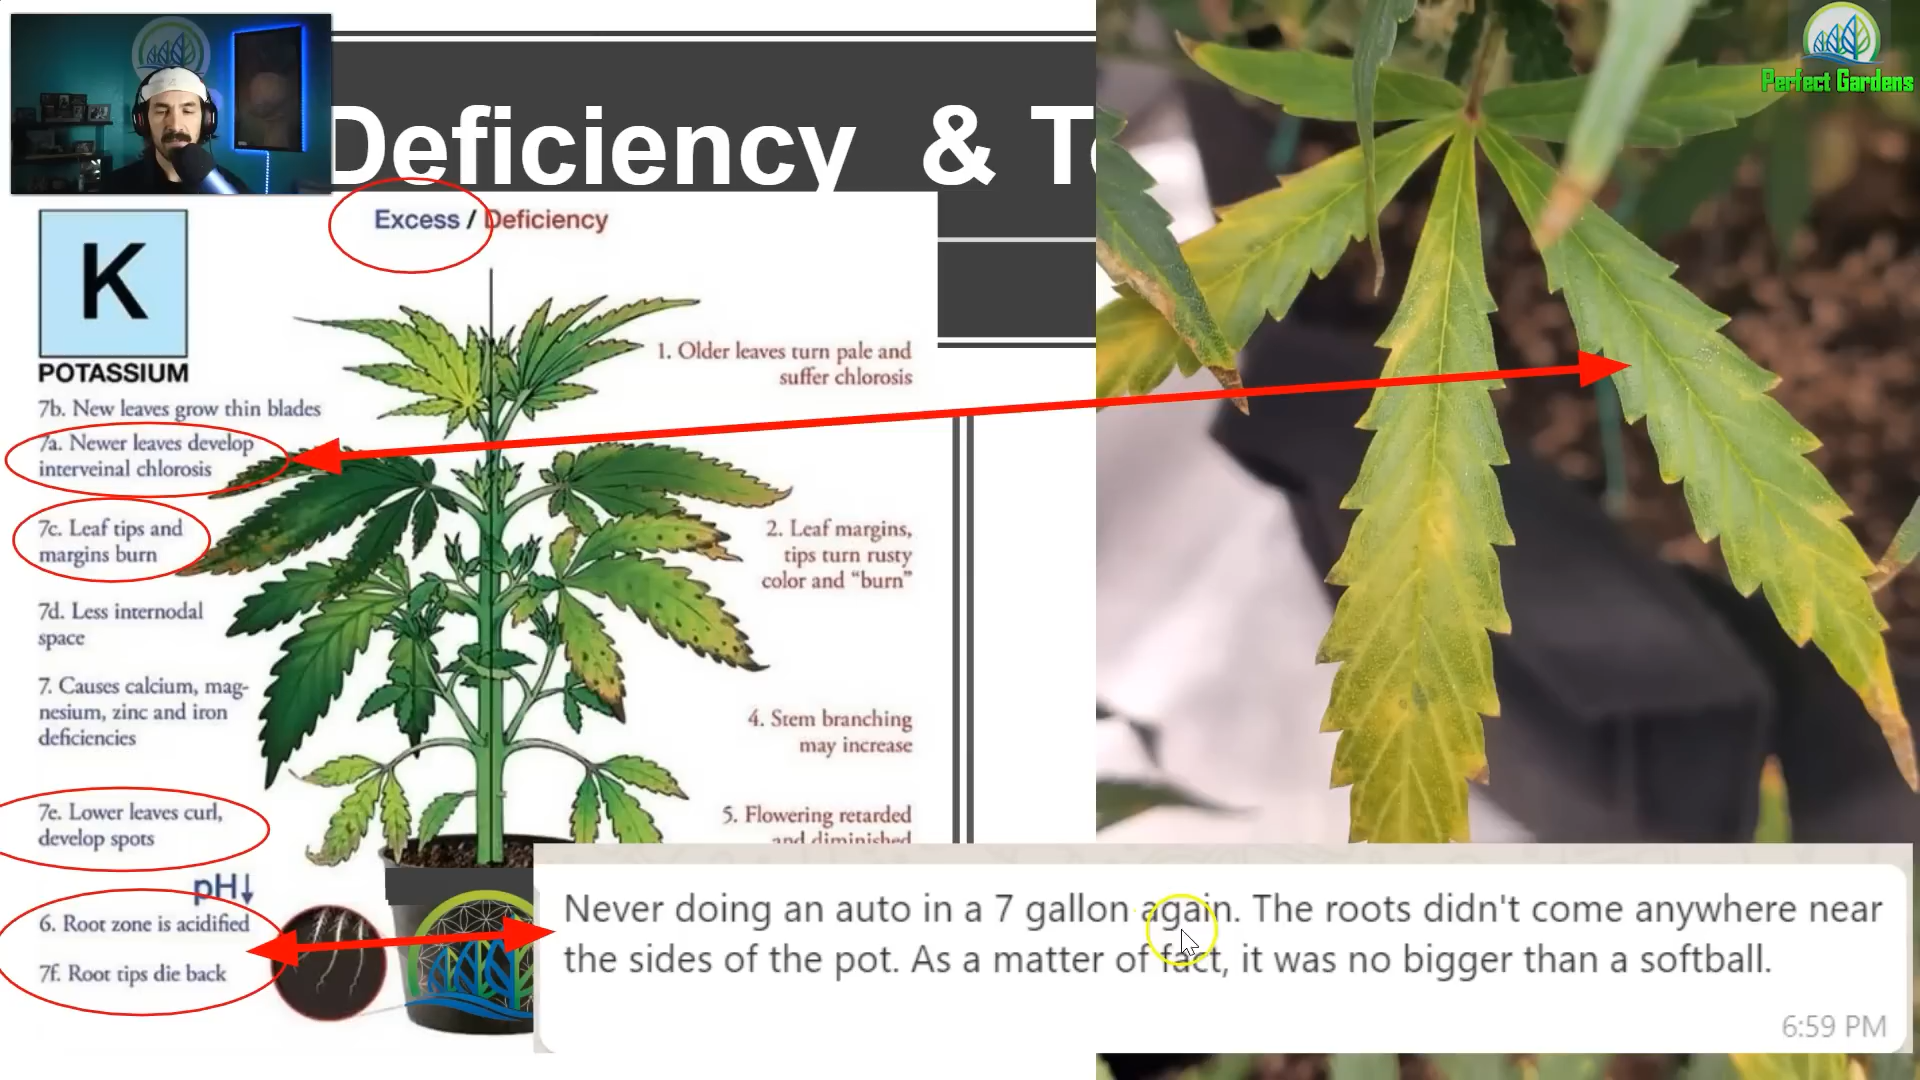 Deficiency & T
Perfect Gardens
Excess / Deficiency
K
POTASSIUM
1. Older leaves turn pale and
suffer chlorosis
7b. New leaves grow thin blades
7a. Newer leaves develop
interveinal chlorosis
7c. Leaf tips and
margins burn
2. Leaf margins,
tips turn rusty
color and “burn”
7d. Less internodal
space
7. Causes calcium, mag-
nesium, zinc and iron
deficiencies
4. Stem branching
may increase
7e. Lower leaves curl,
develop spots
5. Flowering retarded
and diminished
pH↓
6. Root zone is acidified
7f. Root tips die back
Never doing an auto in a 7 gallon again. The roots didn't come anywhere near
the sides of the pot. As a matter of fact, it was no bigger than a softball.
6:59 PM